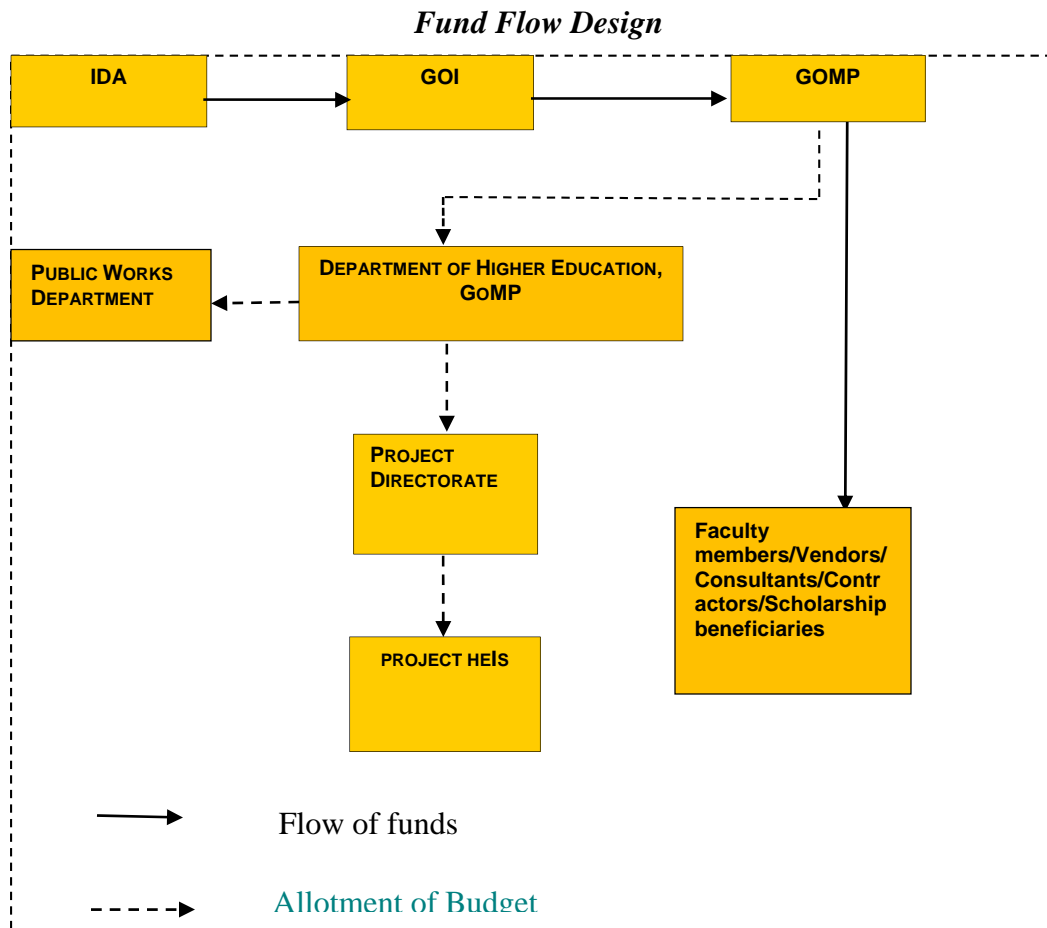 Fund Flow Design
IDA
GOI
GOMP
PUBLIC WORKS
DEPARTMENT
DEPARTMENT OF HIGHER EDUCATION,
GOMP
PROJECT
DIRECTORATE
Faculty
members/Vendors/
Consultants/Contr
actors/Scholarship
beneficiaries
PROJECT HEIS
Flow of funds
Allotment of Budget